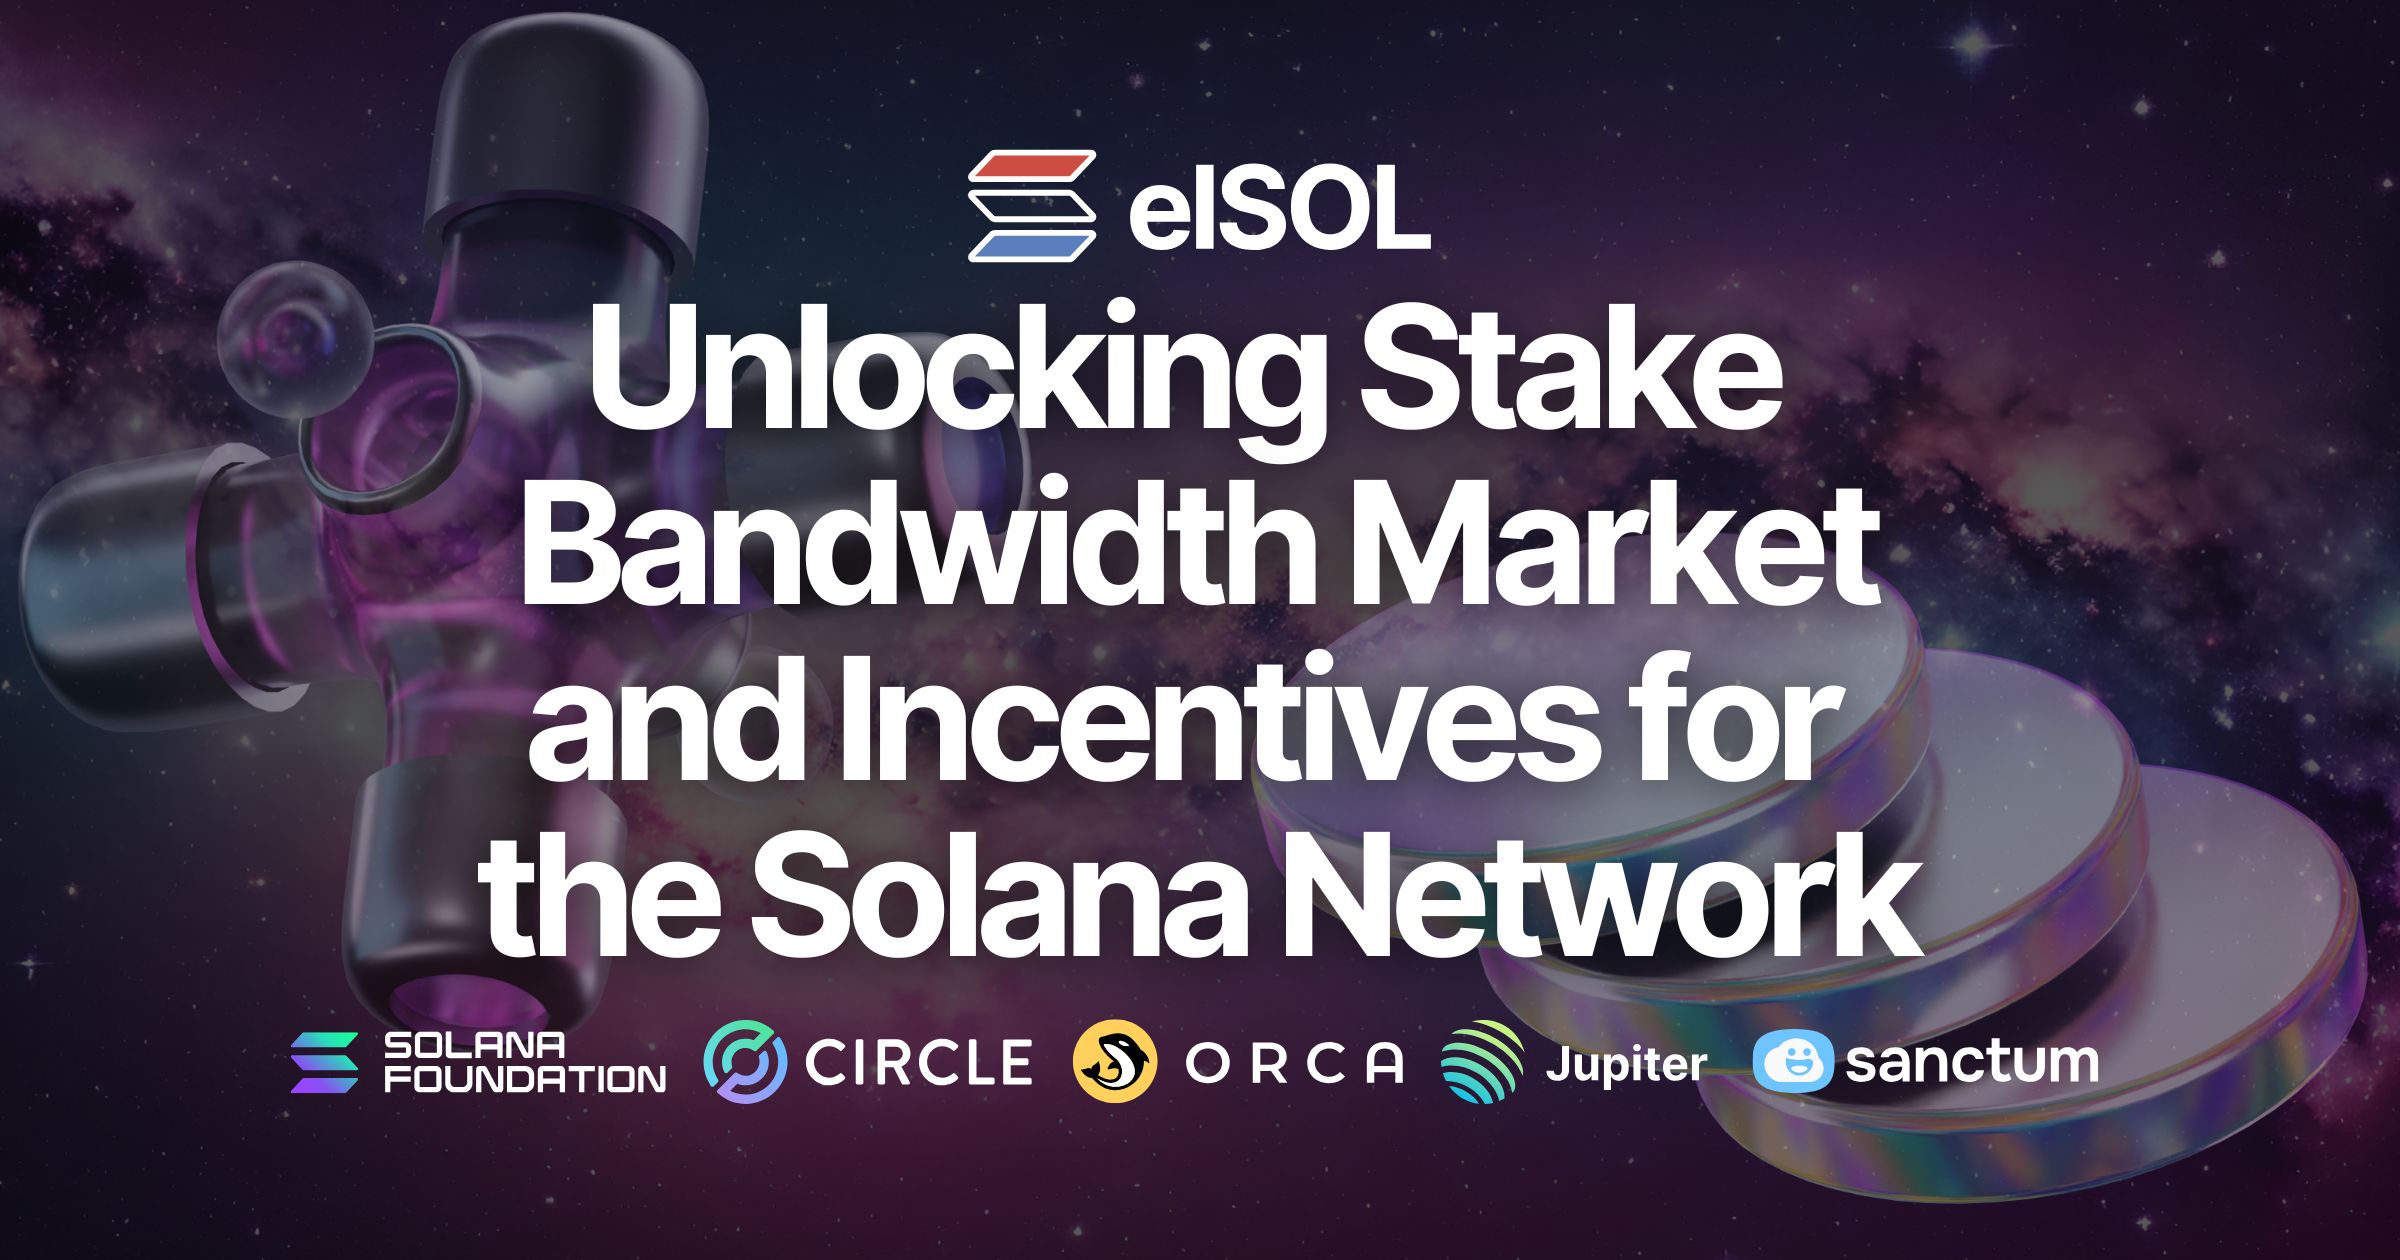 elSOL
Unlocking Stake
Bandwidth Market
and Incentives for
the Solana Network
SOLANA
FOUNDATION
CIRCLE
ORCA
Jupiter
sanctum